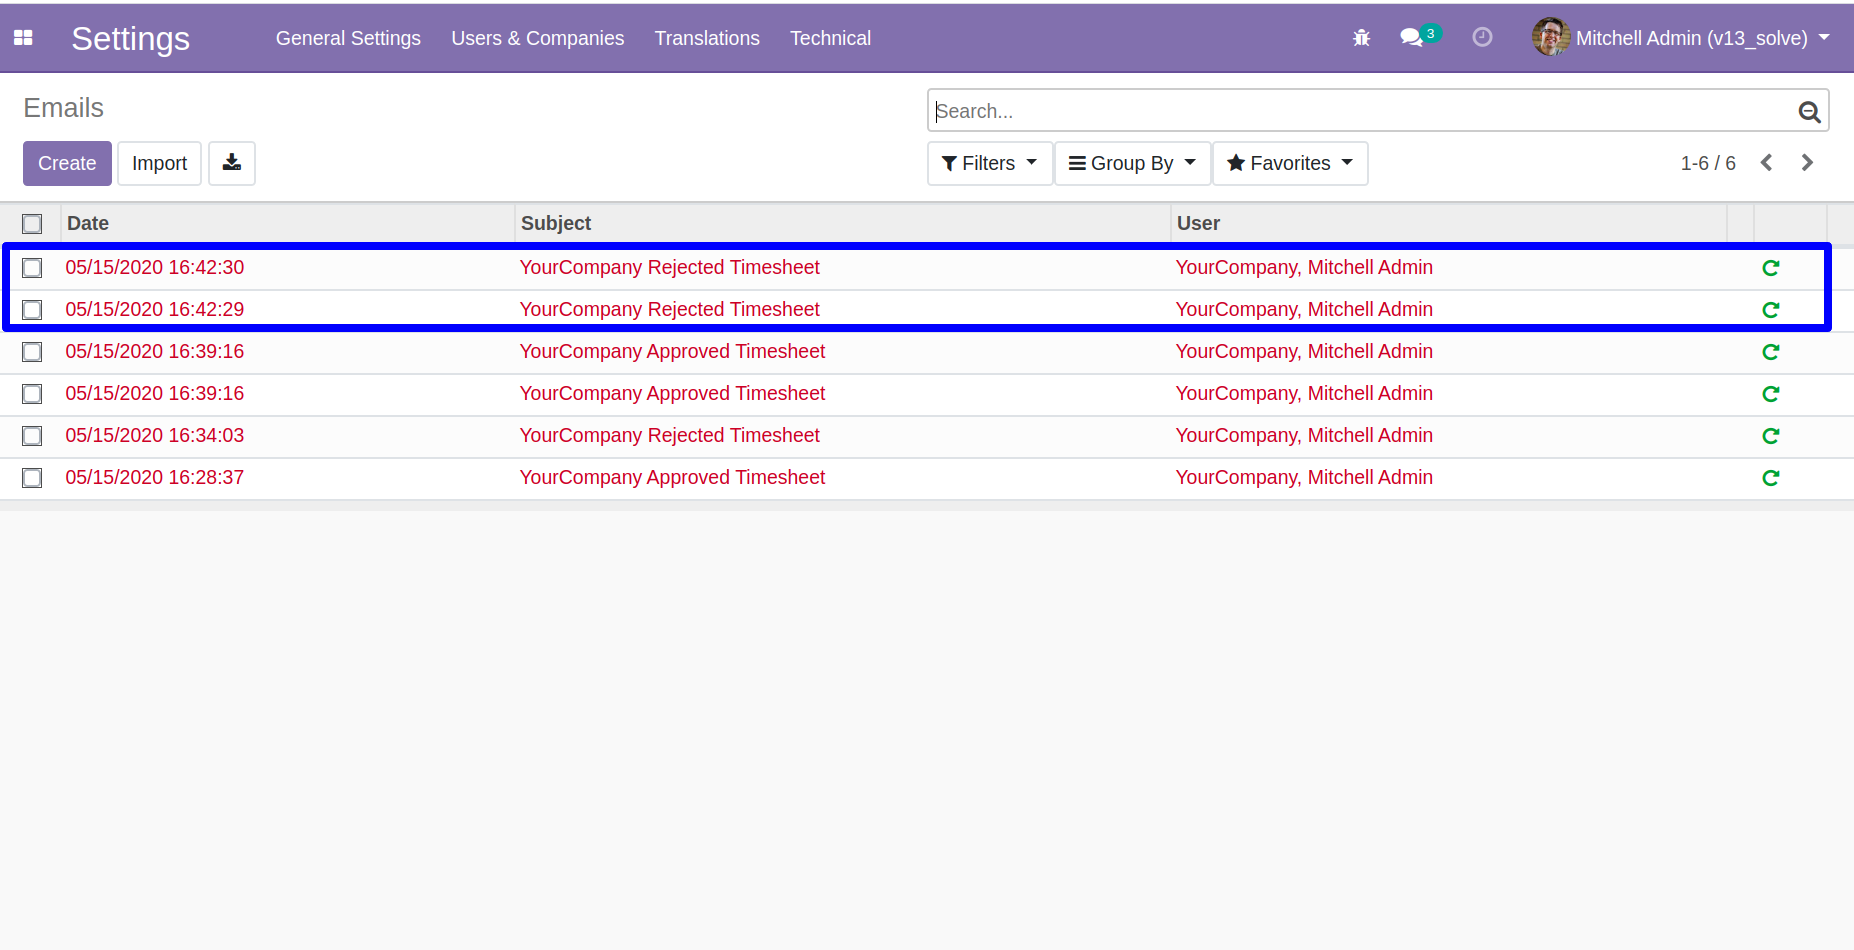 Settings General Settings Users & Companies Translations Technical 3 Mitchell Admin (v13_solve)
Emails Search...
Create Import Filters Group By Favorites 1-6 / 6
Date Subject User
05/15/2020 16:42:30 YourCompany Rejected Timesheet YourCompany, Mitchell Admin
05/15/2020 16:42:29 YourCompany Rejected Timesheet YourCompany, Mitchell Admin
05/15/2020 16:39:16 YourCompany Approved Timesheet YourCompany, Mitchell Admin
05/15/2020 16:39:16 YourCompany Approved Timesheet YourCompany, Mitchell Admin
05/15/2020 16:34:03 YourCompany Rejected Timesheet YourCompany, Mitchell Admin
05/15/2020 16:28:37 YourCompany Approved Timesheet YourCompany, Mitchell Admin